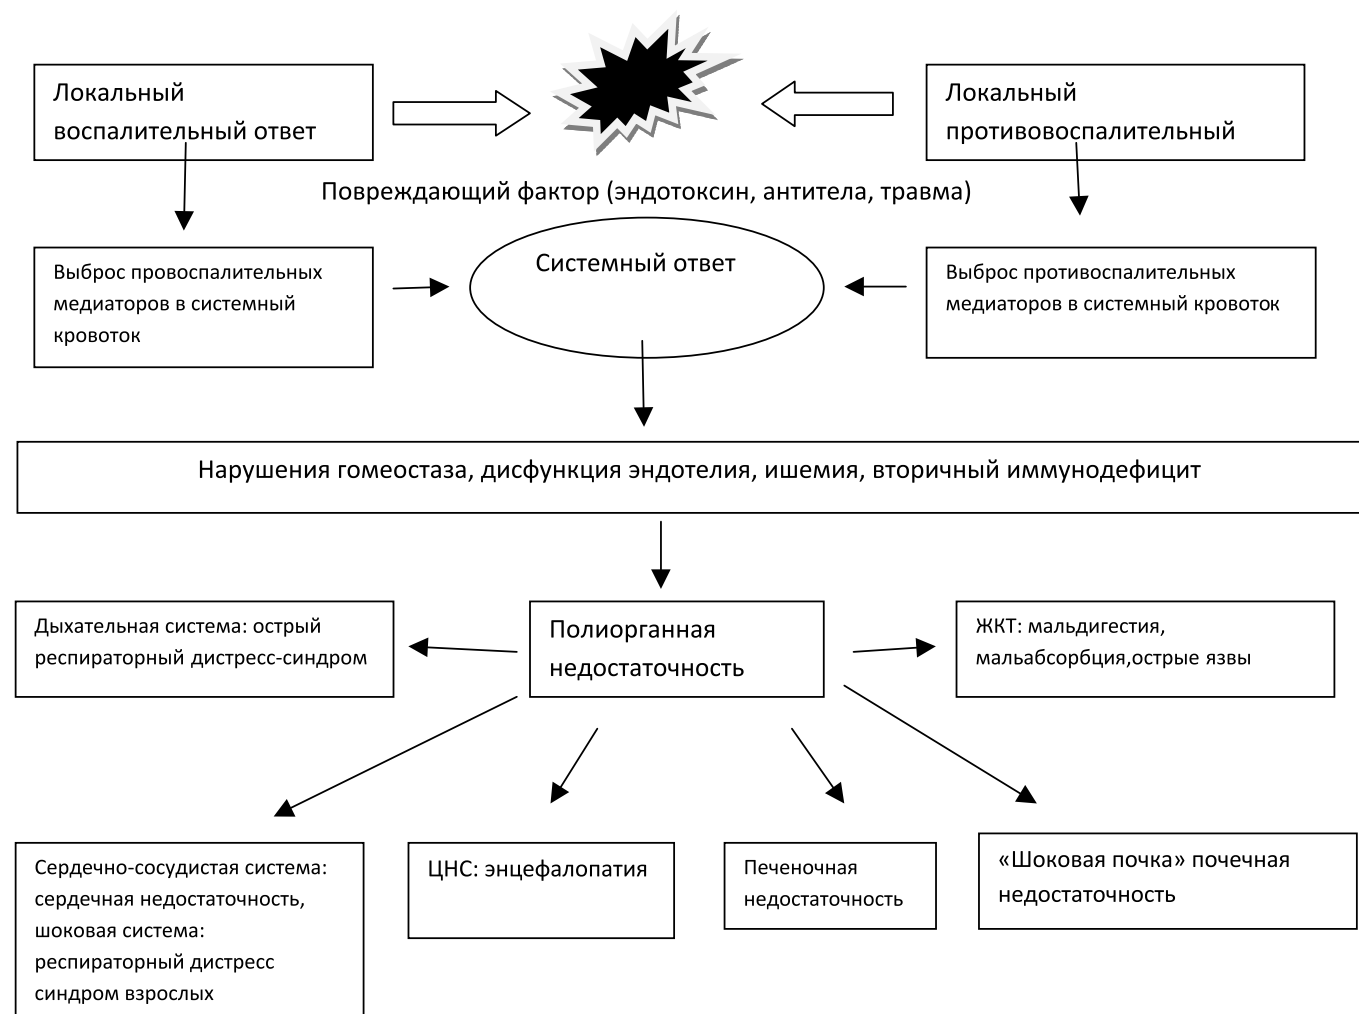 Локальный
воспалительный ответ
Локальный
противовоспалительный
Повреждающий фактор (эндотоксин, антитела, травма)
Выброс провоспалительных
медиаторов в системный
кровоток
Системный ответ
Выброс противоспалительных
медиаторов в системный кровоток
Нарушения гомеостаза, дисфункция эндотелия, ишемия, вторичный иммунодефицит
Дыхательная система: острый
респираторный дистресс-синдром
Полиорганная
недостаточность
ЖКТ: мальдигестия,
мальабсорбция,острые язвы
Сердечно-сосудистая система:
сердечная недостаточность,
шоковая система:
респираторный дистресс
синдром взрослых
ЦНС: энцефалопатия
Печеночная
недостаточность
«Шоковая почка» почечная
недостаточность